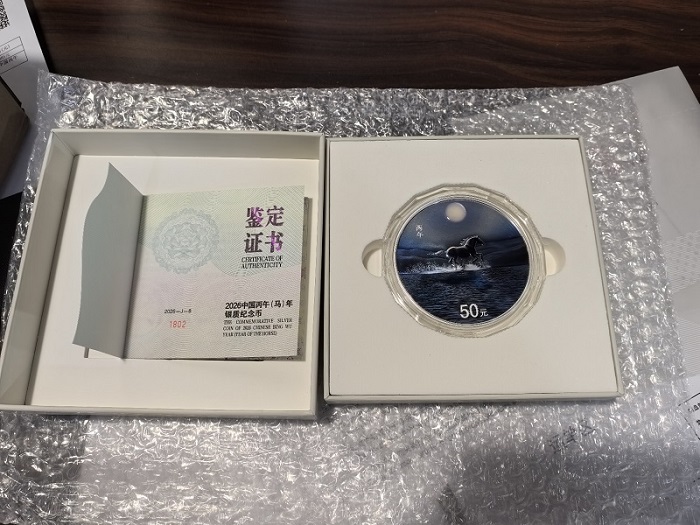 鉴定
证书
CERTIFICATE OF
AUTHENTICITY
2026-J-6
1802
2026中国丙午(马)年
银质纪念币
THE COMMEMORATIVE SILVER
COIN OF 2026 CHINESE BING WU
YEAR (YEAR OF THE HORSE)
丙午
50元